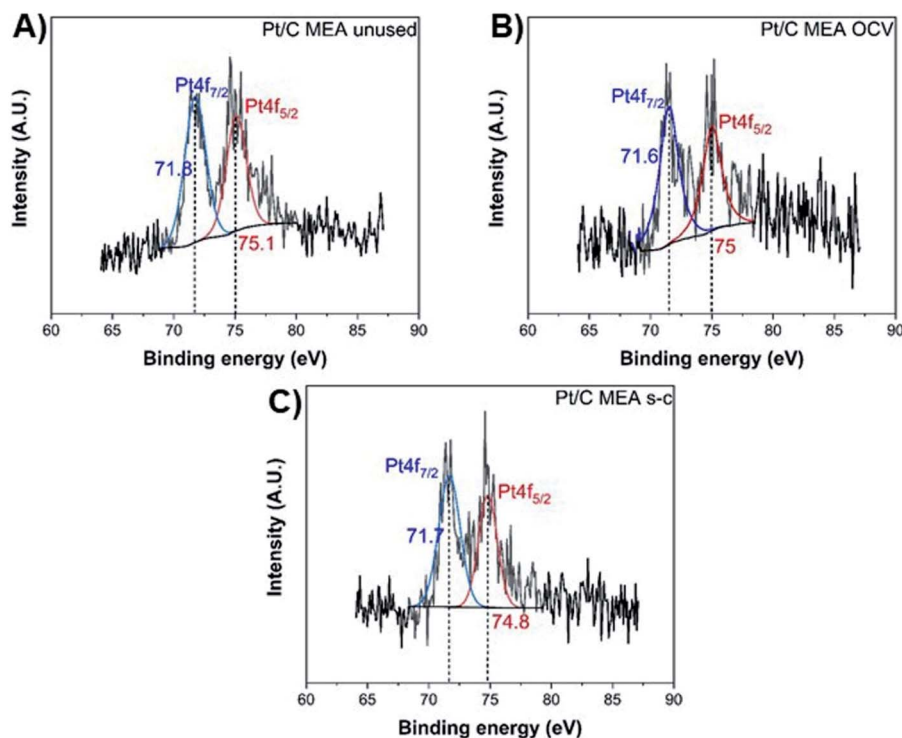 A)
Pt/C MEA unused
Pt4f7/2
Pt4f5/2
71.8
75.1
Intensity (A.U.)
60 65 70 75 80 85 90
Binding energy (eV)
B)
Pt/C MEA OCV
Pt4f7/2
Pt4f5/2
71.6
75
Intensity (A.U.)
60 65 70 75 80 85 90
Binding energy (eV)
C)
Pt/C MEA s-c
Pt4f7/2
Pt4f5/2
71.7
74.8
Intensity (A.U.)
60 65 70 75 80 85 90
Binding energy (eV)